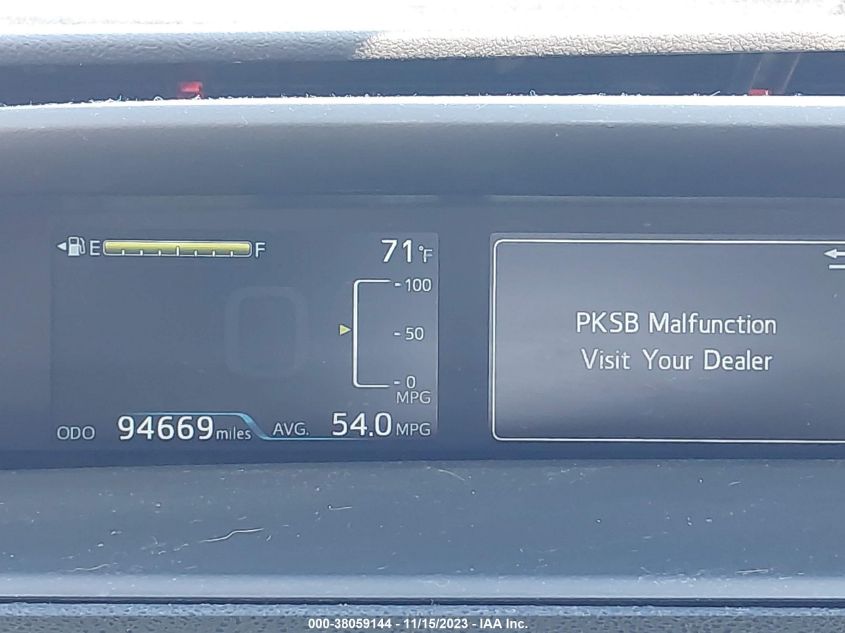 E F
71°F
100
50
0
MPG
ODO 94669 miles AVG. 54.0 MPG
PKSB Malfunction
Visit Your Dealer
000-38059144 - 11/15/2023 - IAA Inc.